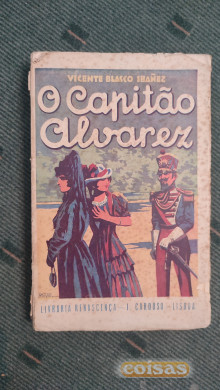 VICENTE BLASCO IBAÑEZ
O Capitão
Alvarez
LIVRARIA RENASCENÇA - J. CARDOSO - LISBOA
coisas